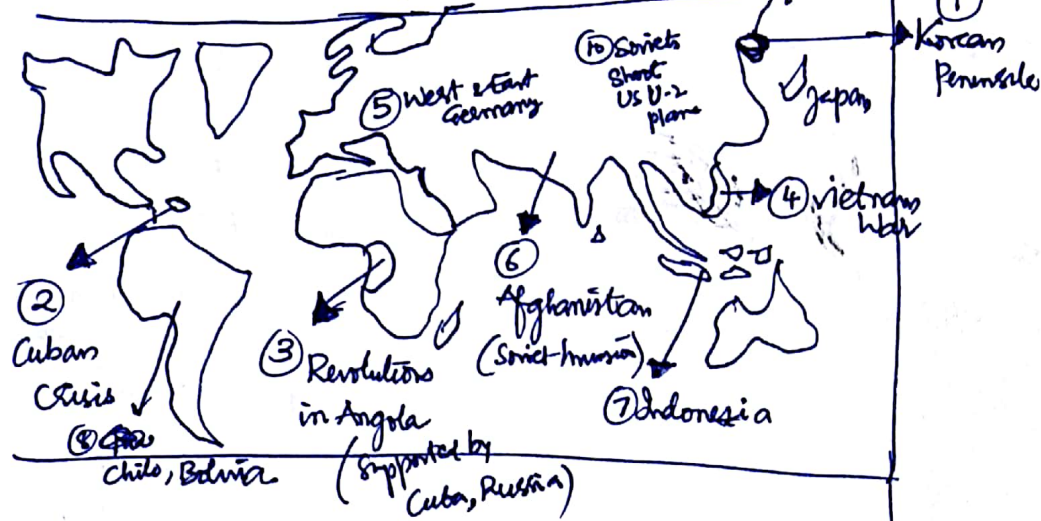 ①
Korean
Peninsula
⑩ Soviets
Shoot
US U-2
plane
Japan
⑤ West & East
Germany
④ Vietnam
War
②
Cuban
Crisis
③ Revolutions
in Angola
(Supported by
Cuba, Russia)
⑥
Afghanistan
(Soviet Invasion)
⑦ Indonesia
⑧
Chile, Bolivia